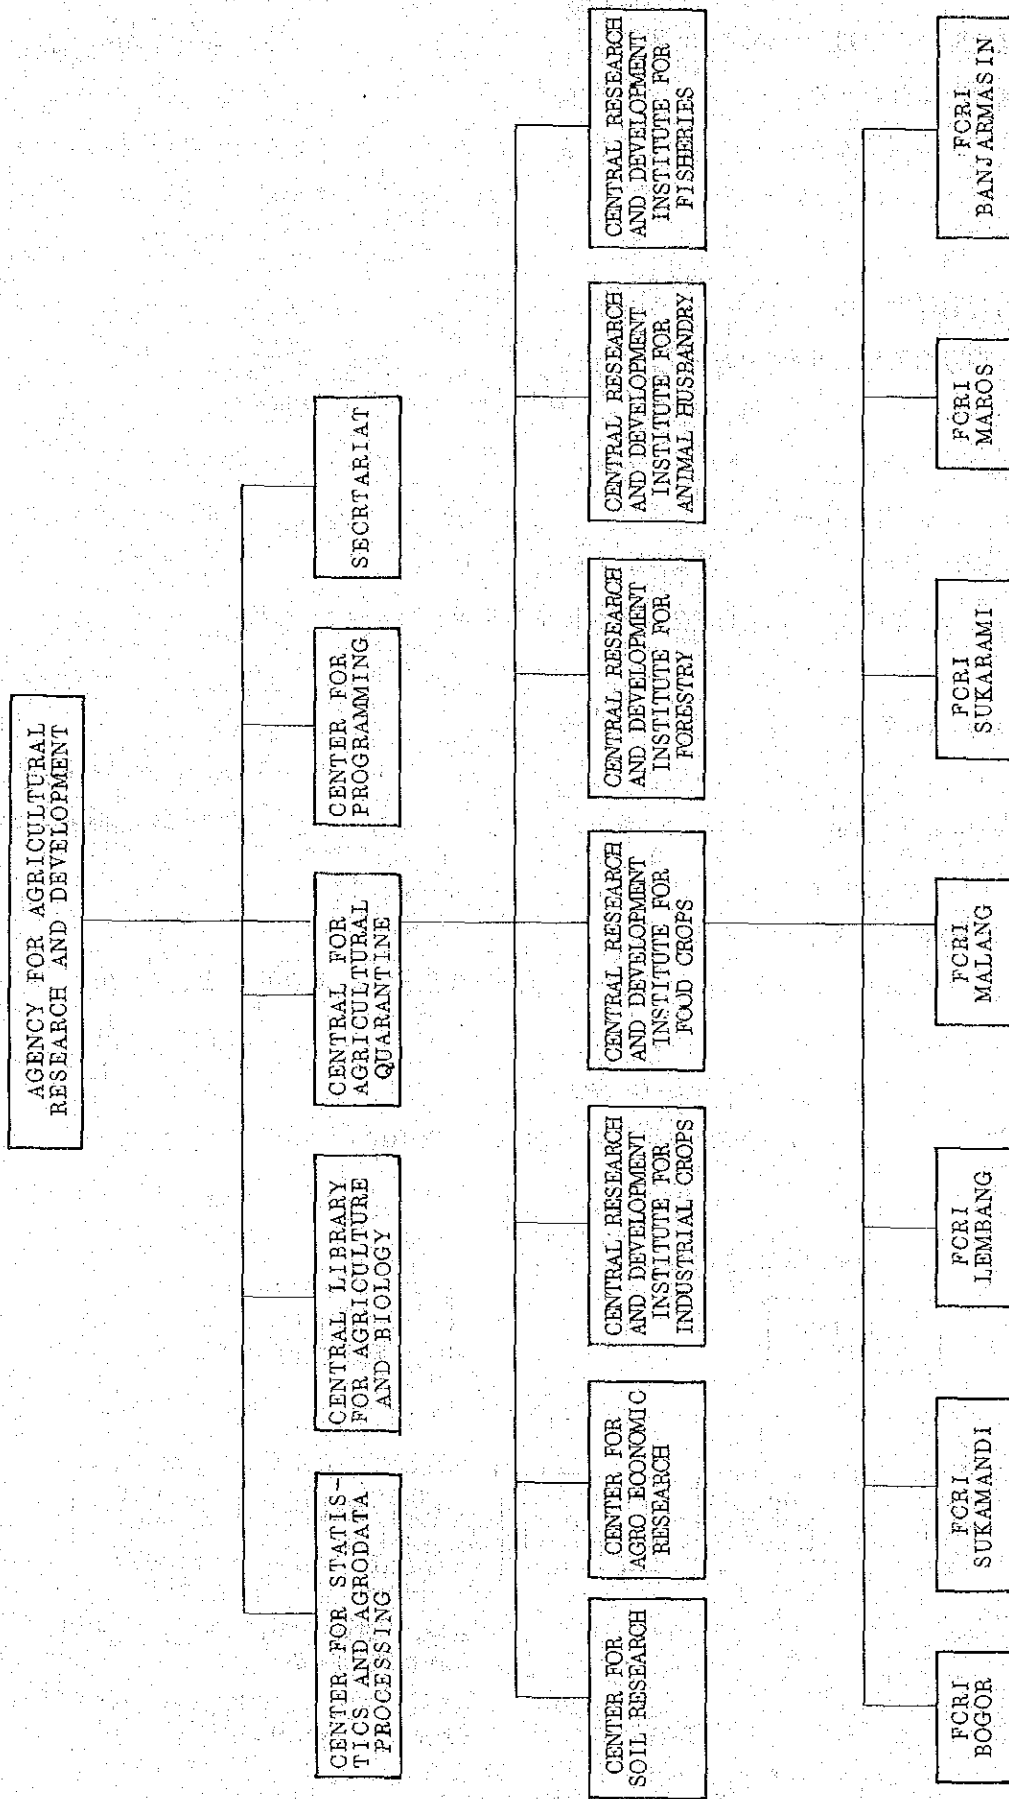 AGENCY FOR AGRICULTURAL
RESEARCH AND DEVELOPMENT
CENTER FOR STATIS-
TICS AND AGRODATA
PROCESSING
CENTRAL LIBRARY
FOR AGRICULTURE
AND BIOLOGY
CENTRAL FOR
AGRICULTURAL
QUARANTINE
CENTER FOR
PROGRAMMING
SECRTARIAT
CENTER FOR
SOIL RESEARCH
CENTER FOR
AGRO ECONOMIC
RESEARCH
CENTRAL RESEARCH
AND DEVELOPMENT
INSTITUTE FOR
INDUSTRIAL CROPS
CENTRAL RESEARCH
AND DEVELOPMENT
INSTITUTE FOR
FOOD CROPS
CENTRAL RESEARCH
AND DEVELOPMENT
INSTITUTE FOR
FORESTRY
CENTRAL RESEARCH
AND DEVELOPMENT
INSTITUTE FOR
ANIMAL HUSBANDRY
CENTRAL RESEARCH
AND DEVELOPMENT
INSTITUTE FOR
FISHERIES
FCRI
BOGOR
FCRI
SUKAMANDI
FCRI
LEMBANG
FCRI
MALANG
FCRI
SUKARAMI
FCRI
MAROS
FCRI
BANJARMASIN